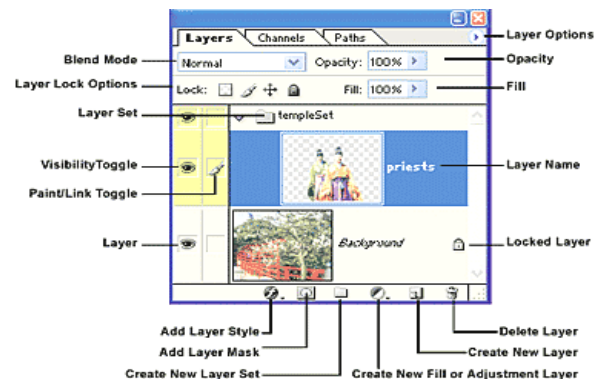 Layers Channels Paths
Layer Options
Blend Mode
Normal
Opacity: 100%
Opacity
Layer Lock Options
Lock:
Fill: 100%
Fill
Layer Set
templeSet
VisibilityToggle
priests
Layer Name
Paint/Link Toggle
Layer
Background
Locked Layer
Add Layer Style
Delete Layer
Add Layer Mask
Create New Layer
Create New Layer Set
Create New Fill or Adjustment Layer